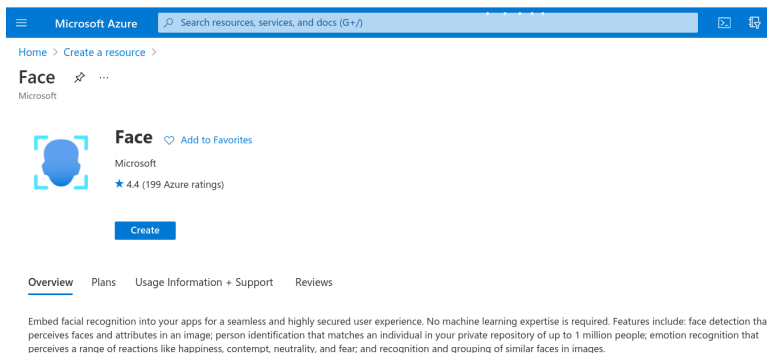 Microsoft Azure
Search resources, services, and docs (G+/)
Home > Create a resource >
Face ...
Microsoft
Face Add to Favorites
Microsoft
4.4 (199 Azure ratings)
Create
Overview Plans Usage Information + Support Reviews
Embed facial recognition into your apps for a seamless and highly secured user experience. No machine learning expertise is required. Features include: face detection
perceives faces and attributes in an image; person identification that matches an individual in your private repository of up to 1 million people; emotion recognition that
perceives a range of reactions like happiness, contempt, neutrality, and fear; and recognition and grouping of similar faces in images.